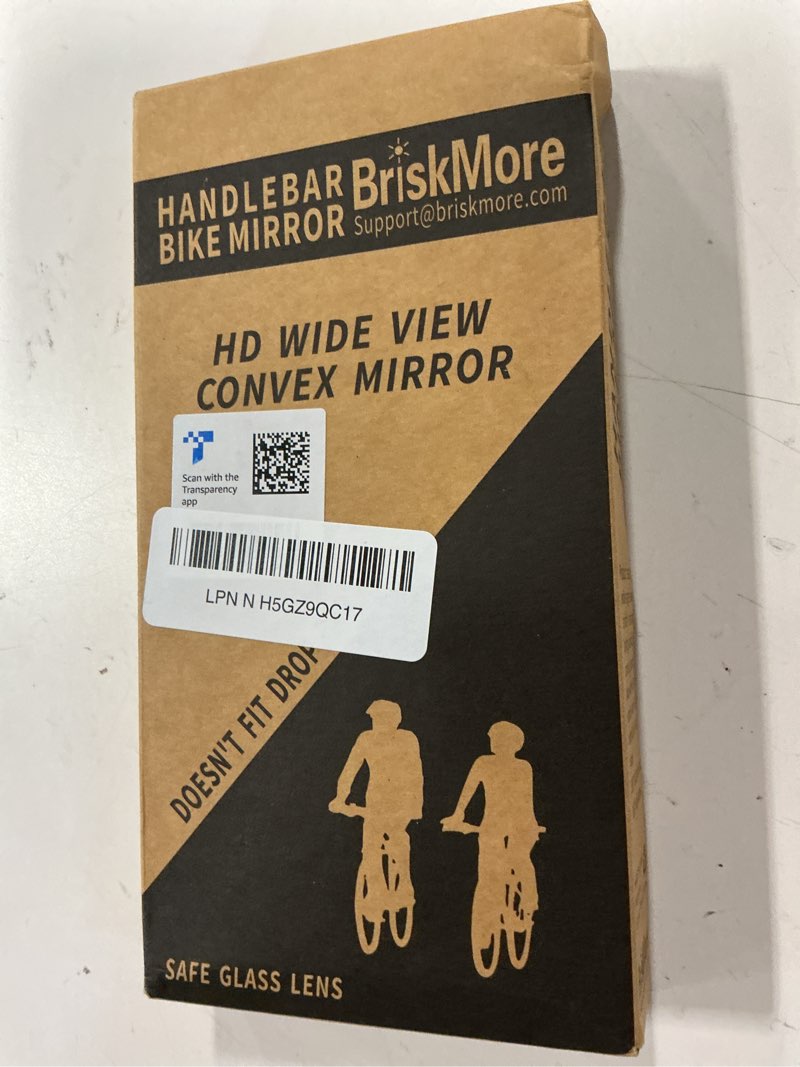 HANDLEBAR
BIKE MIRROR
BriskMore
Support@briskmore.com
HD WIDE VIEW
CONVEX MIRROR
Scan with the
Transparency
app
LPN N H5GZ9QC17
DOESN'T FIT DROP
SAFE GLASS LENS